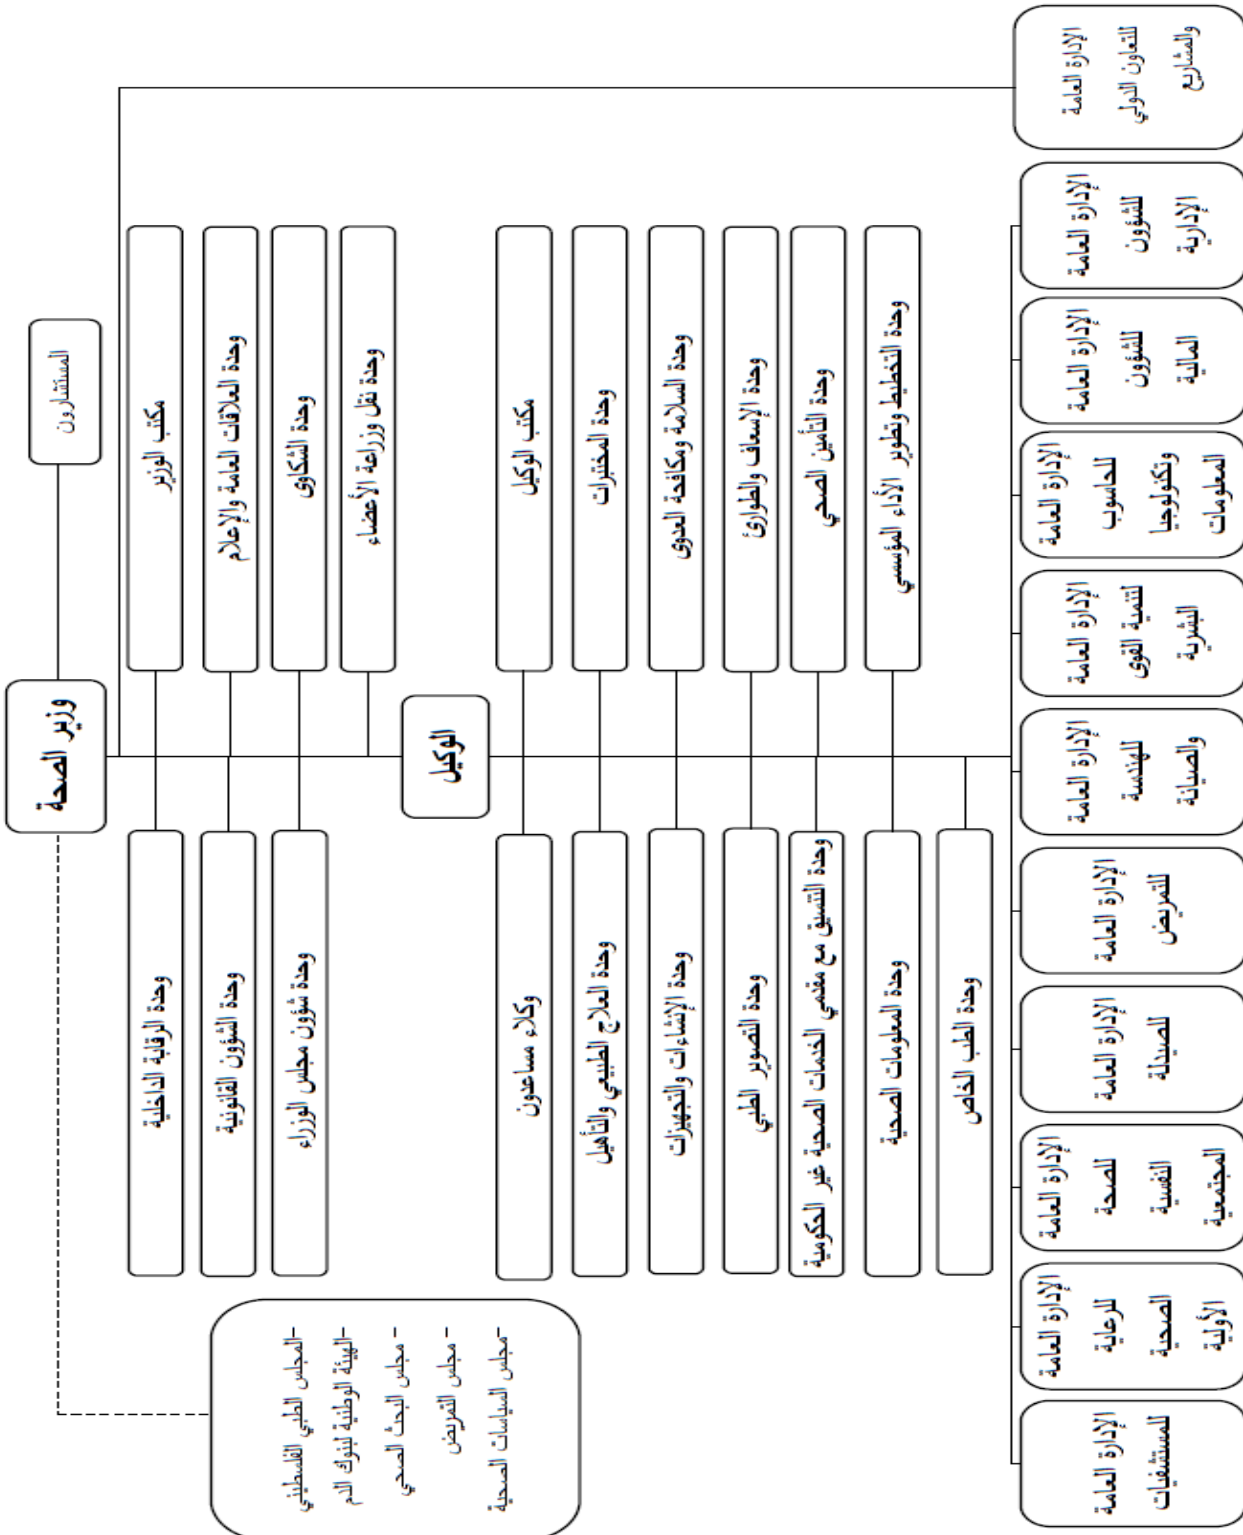 وزير الصحة
المستشارون
مكتب الوزير
وحدة الرقابة الداخلية
وحدة العلاقات العامة والإعلام
وحدة الشؤون القانونية
وحدة الشكاوى
وحدة شؤون مجلس الوزراء
وحدة نقل وزراعة الأعضاء
-المجلس الطبي الفلسطيني
-الهيئة الوطنية لبنوك الدم
- مجلس البحث الصحي
- مجلس التمريض
-مجلس السياسات الصحية
الوكيل
مكتب الوكيل
وكلاء مساعدون
وحدة المختبرات
وحدة العلاج الطبيعي والتأهيل
وحدة السلامة ومكافحة العدوى
وحدة الإنشاءات والتجهيزات
وحدة الإسعاف والطوارئ
وحدة التصوير الطبي
وحدة التأمين الصحي
وحدة التنسيق مع مقدمي الخدمات الصحية غير الحكومية
وحدة التخطيط وتطوير الأداء المؤسسي
وحدة المعلومات الصحية
وحدة الطب الخاص
الإدارة العامة
للتعاون الدولي
والمشاريع
الإدارة العامة
للشؤون
الإدارية
الإدارة العامة
للشؤون
المالية
الإدارة العامة
للحاسوب
وتكنولوجيا
المعلومات
الإدارة العامة
لتنمية القوى
البشرية
الإدارة العامة
للهندسة
والصيانة
الإدارة العامة
للتمريض
الإدارة العامة
للصيدلة
الإدارة العامة
للصحة
النفسية
المجتمعية
الإدارة العامة
للرعاية
الصحية
الأولية
الإدارة العامة
للمستشفيات